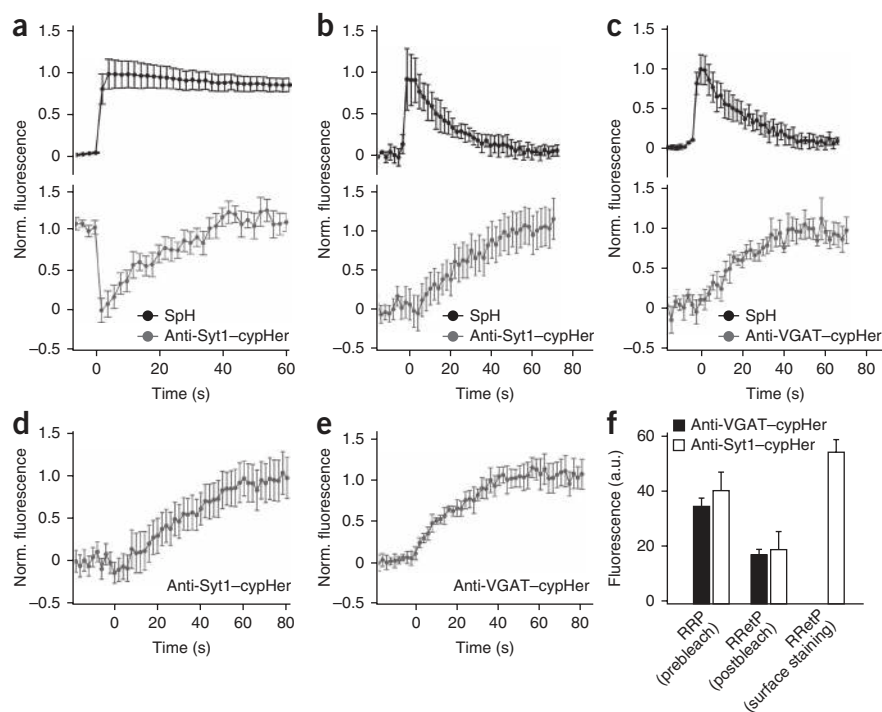 a
1.5
1.0
0.5
0
Norm. fluorescence
1.5
1.0
0.5
0
–0.5
Norm. fluorescence
SpH
Anti-Syt1–cypHer
0 20 40 60
Time (s)
b
1.5
1.0
0.5
0
Norm. fluorescence
1.5
1.0
0.5
0
–0.5
Norm. fluorescence
SpH
Anti-Syt1–cypHer
0 20 40 60 80
Time (s)
c
1.5
1.0
0.5
0
Norm. fluorescence
1.5
1.0
0.5
0
–0.5
Norm. fluorescence
SpH
Anti-VGAT–cypHer
0 20 40 60 80
Time (s)
d
1.5
1.0
0.5
0
–0.5
Norm. fluorescence
Anti-Syt1–cypHer
0 20 40 60 80
Time (s)
e
1.5
1.0
0.5
0
–0.5
Norm. fluorescence
Anti-VGAT–cypHer
0 20 40 60 80
Time (s)
f
Anti-VGAT–cypHer
Anti-Syt1–cypHer
60
40
20
0
Fluorescence (a.u.)
RRP
(prebleach)
RRetP
(postbleach)
RRetP
(surface staining)